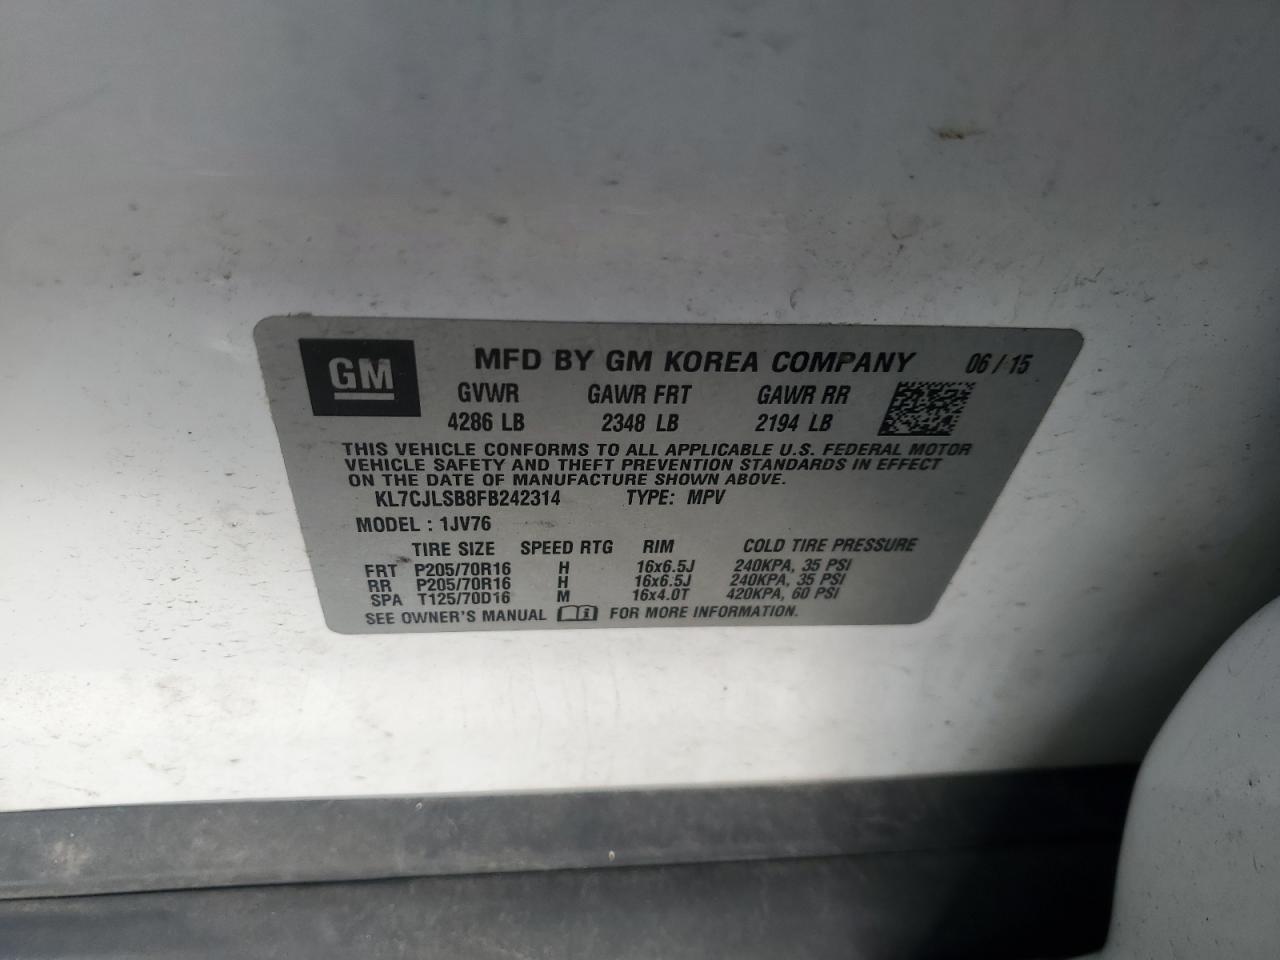 GM
MFD BY GM KOREA COMPANY 06 / 15
GVWR GAWR FRT GAWR RR
4286 LB 2348 LB 2194 LB
THIS VEHICLE CONFORMS TO ALL APPLICABLE U.S. FEDERAL MOTOR
VEHICLE SAFETY AND THEFT PREVENTION STANDARDS IN EFFECT
ON THE DATE OF MANUFACTURE SHOWN ABOVE.
KL7CJLSB8FB242314 TYPE: MPV
MODEL : 1JV76
TIRE SIZE SPEED RTG RIM COLD TIRE PRESSURE
FRT P205/70R16 H 16x6.5J 240KPA, 35 PSI
RR P205/70R16 H 16x6.5J 240KPA, 35 PSI
SPA T125/70D16 M 16x4.0T 420KPA, 60 PSI
SEE OWNER'S MANUAL FOR MORE INFORMATION.